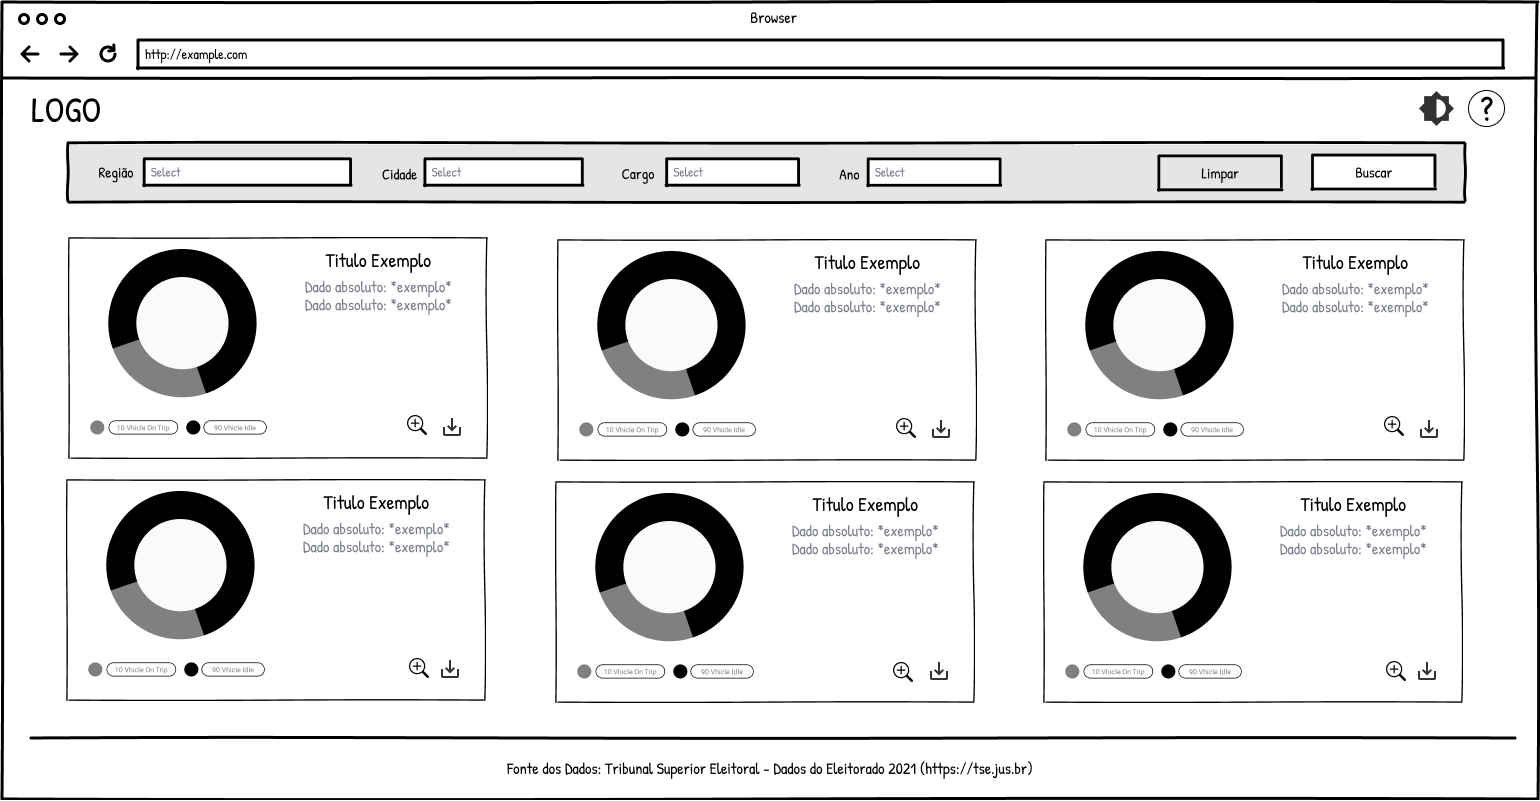 Browser
http://example.com
LOGO
?
Região Select Cidade Select Cargo Select Ano Select Limpar Buscar
Titulo Exemplo
Dado absoluto: *exemplo*
Dado absoluto: *exemplo*
10 Vhicle On Trip 90 Vhicle Idle
Titulo Exemplo
Dado absoluto: *exemplo*
Dado absoluto: *exemplo*
10 Vhicle On Trip 90 Vhicle Idle
Titulo Exemplo
Dado absoluto: *exemplo*
Dado absoluto: *exemplo*
10 Vhicle On Trip 90 Vhicle Idle
Titulo Exemplo
Dado absoluto: *exemplo*
Dado absoluto: *exemplo*
10 Vhicle On Trip 90 Vhicle Idle
Titulo Exemplo
Dado absoluto: *exemplo*
Dado absoluto: *exemplo*
10 Vhicle On Trip 90 Vhicle Idle
Titulo Exemplo
Dado absoluto: *exemplo*
Dado absoluto: *exemplo*
10 Vhicle On Trip 90 Vhicle Idle
Fonte dos Dados: Tribunal Superior Eleitoral - Dados do Eleitorado 2021 (https://tse.jus.br)